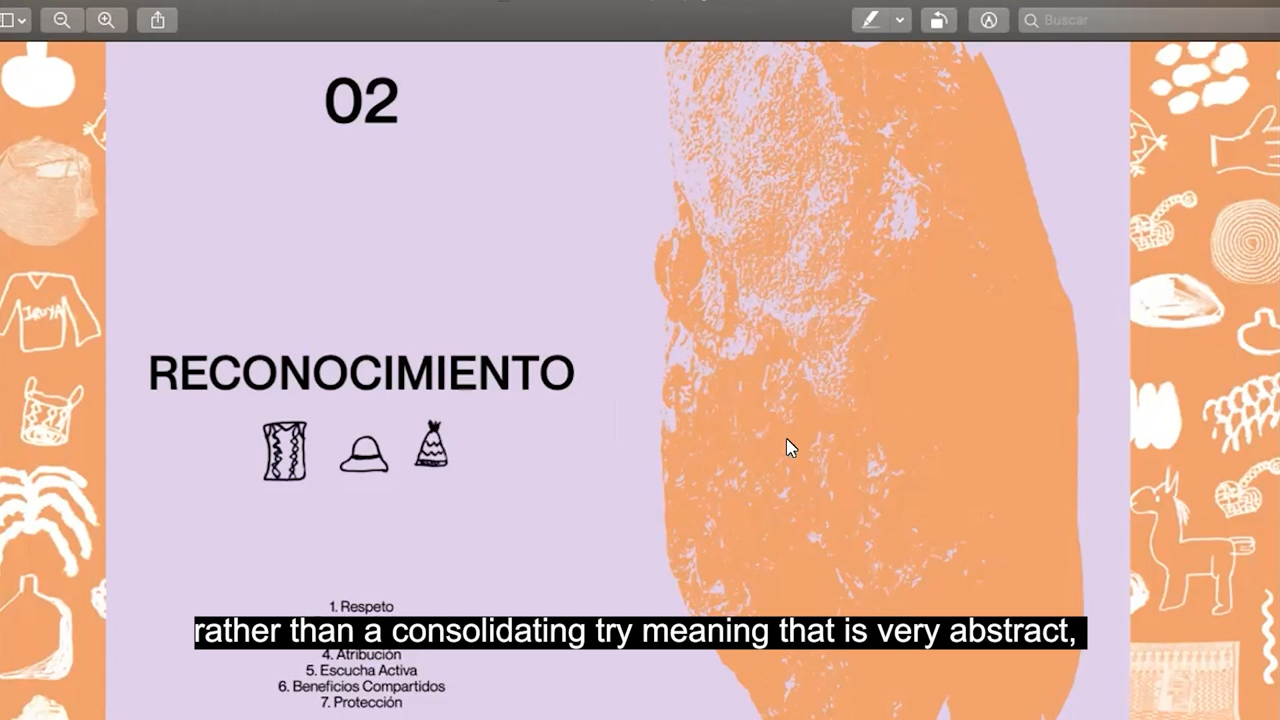 Buscar
02
IRUYA
RECONOCIMIENTO
1. Respeto
rather than a consolidating try meaning that is very abstract,
4. Atribución
5. Escucha Activa
6. Beneficios Compartidos
7. Protección